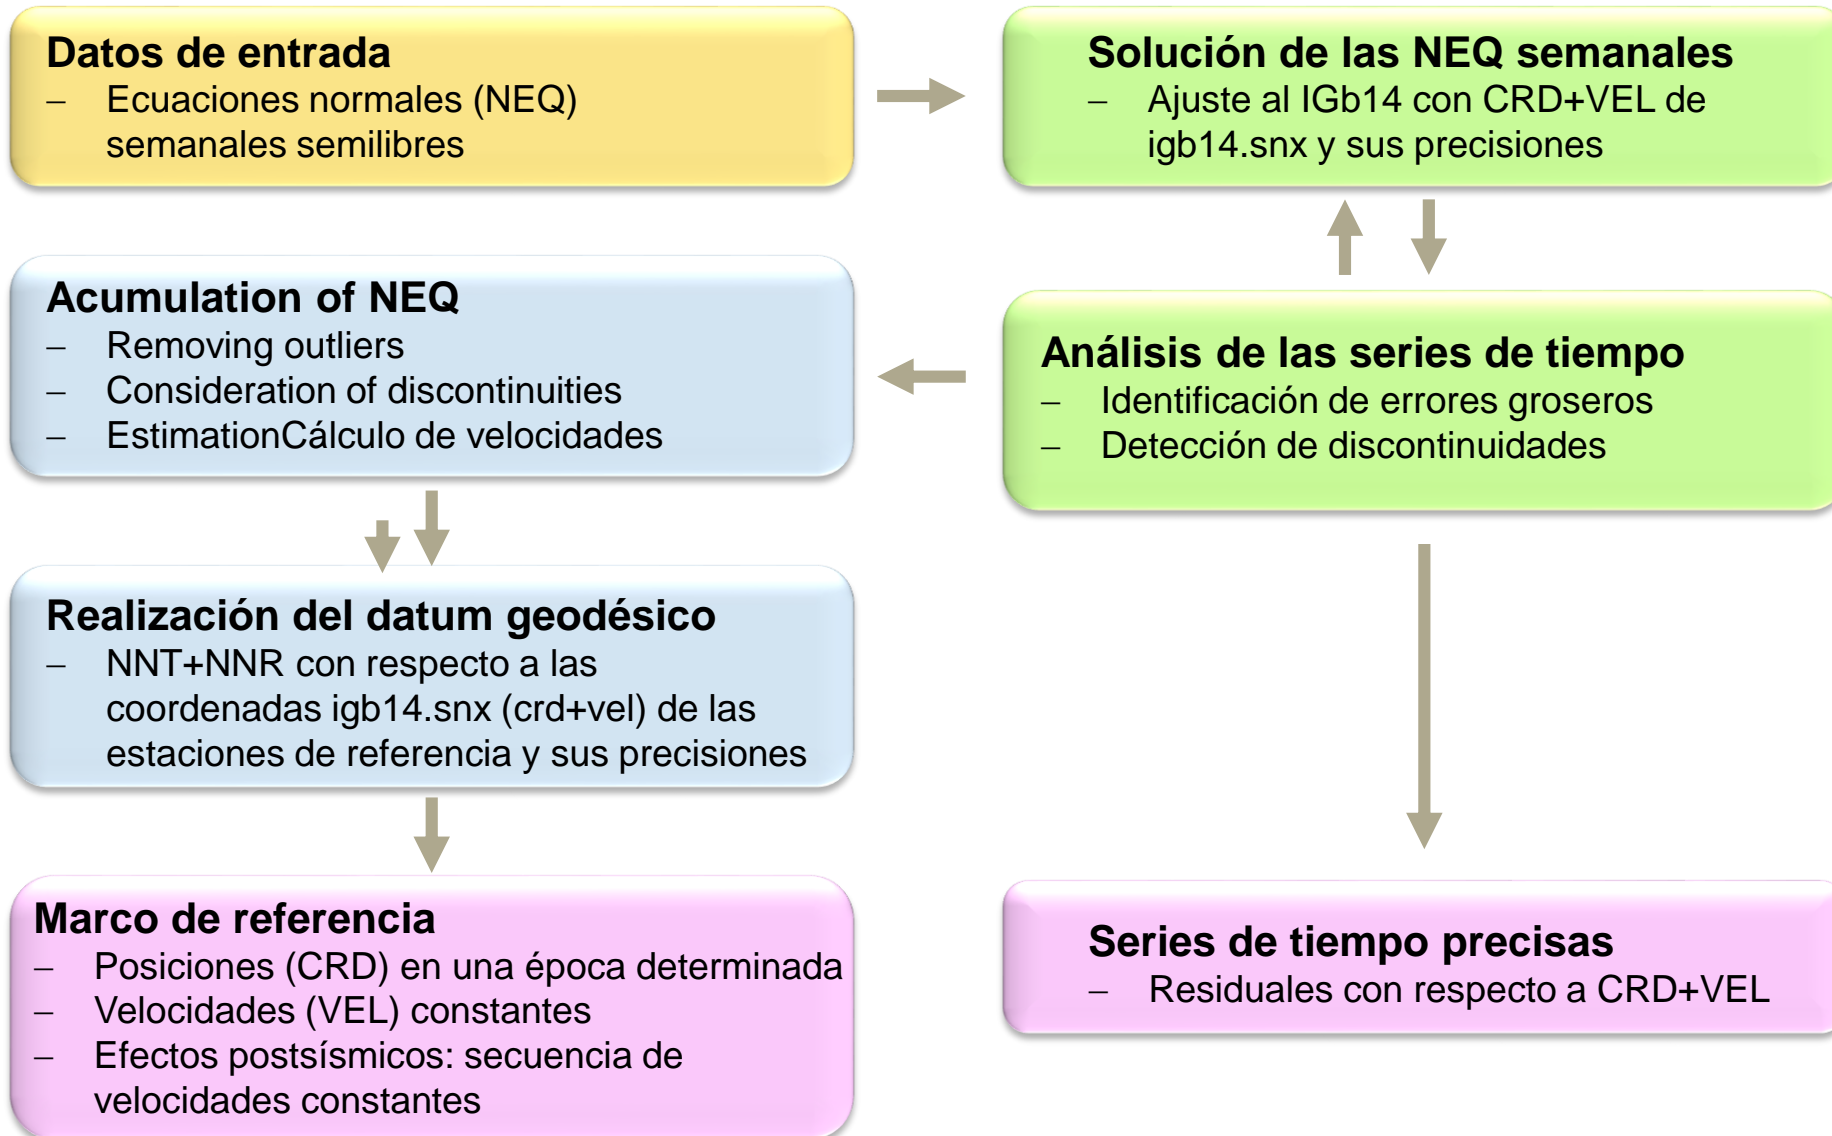 Datos de entrada
– Ecuaciones normales (NEQ)
semanales semilibres
Solución de las NEQ semanales
– Ajuste al IGb14 con CRD+VEL de
igb14.snx y sus precisiones
Análisis de las series de tiempo
– Identificación de errores groseros
– Detección de discontinuidades
Acumulation of NEQ
– Removing outliers
– Consideration of discontinuities
– EstimationCálculo de velocidades
Realización del datum geodésico
– NNT+NNR con respecto a las
coordenadas igb14.snx (crd+vel) de las
estaciones de referencia y sus precisiones
Marco de referencia
– Posiciones (CRD) en una época determinada
– Velocidades (VEL) constantes
– Efectos postsísmicos: secuencia de
velocidades constantes
Series de tiempo precisas
– Residuales con respecto a CRD+VEL